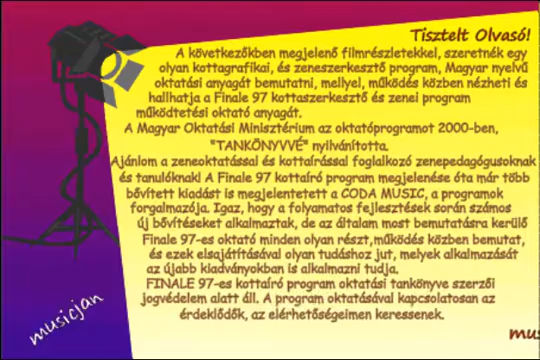 Tisztelt Olvasó!
A következőkben megjelenő filmrészletekkel, szeretnék egy
olyan kottagrafikai, és zeneszerkesztő program, Magyar nyelvű
oktatási anyagát bemutatni, mellyel, működés közben nézheti és
hallhatja a Finale 97 kottaszerkesztő és zenei program
működtetési oktató anyagát.
A Magyar Oktatási Minisztérium az oktatóprogramot 2000-ben,
"TANKÖNYVVÉ" nyilvánította.
Ajánlom a zeneoktatással és kottaírással foglalkozó zenepedagógusoknak
és tanulóknak! A Finale 97 kottaíró program megjelenése óta már több
bővített kiadást is megjelentetett a CODA MUSIC, a programok
forgalmazója. Igaz, hogy a folyamatos fejlesztések során számos
új bővítéseket alkalmaztak, de az általam most bemutatásra kerülő
Finale 97-es oktató minden olyan részt,működés közben bemutat,
és ezek elsajátításával olyan tudáshoz jut, melyek alkalmazását
az újabb kiadványokban is alkalmazni tudja.
FINALE 97-es kottaíró program oktatási tankönyve szerzői
jogvédelem alatt áll. A program oktatásával kapcsolatosan az
érdeklődők, az elérhetőségeimen keressenek.
musicjan
mus